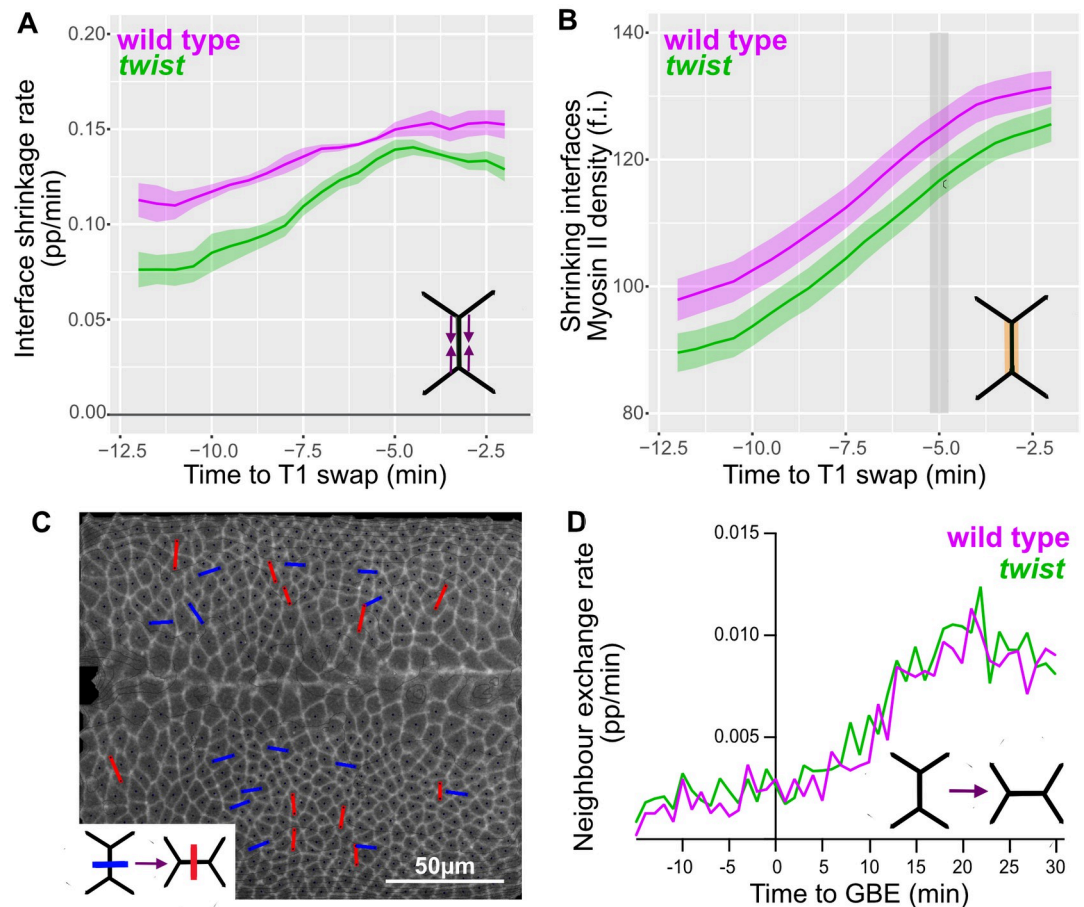 A
wild type
twist
Interface shrinkage rate
(pp/min)
0.20
0.15
0.10
0.05
0.00
−12.5 −10.0 −7.5 −5.0 −2.5
Time to T1 swap (min)
B
wild type
twist
Shrinking interfaces
Myosin II density (f.i.)
140
120
100
80
−12.5 −10.0 −7.5 −5.0 −2.5
Time to T1 swap (min)
C
50µm
D
wild type
twist
Neighbour exchange rate
(pp/min)
0.015
0.010
0.005
-10 -5 0 5 10 15 20 25 30
Time to GBE (min)